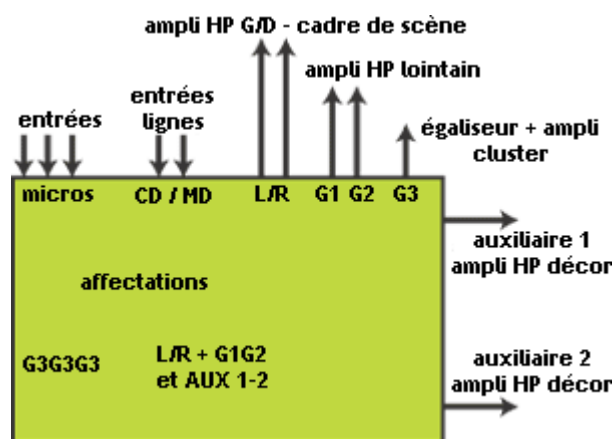 ampli HP G/D - cadre de scène
ampli HP lointain
entrées
lignes
entrées
égaliseur + ampli
cluster
micros CD / MD L/R G1 G2 G3
auxiliaire 1
ampli HP décor
affectations
G3G3G3
L/R + G1G2
et AUX 1-2
auxiliaire 2
ampli HP décor